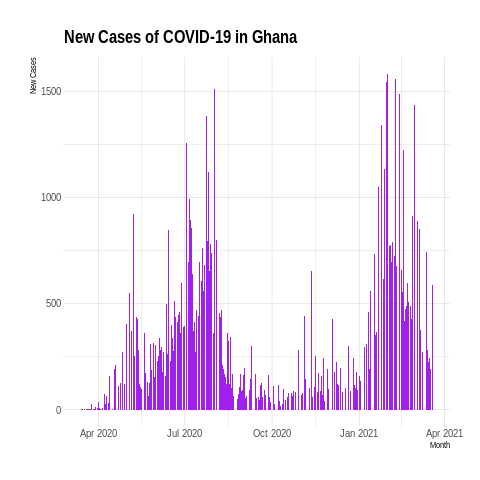 New Cases of COVID-19 in Ghana
New Cases
1500
1000
500
0
Apr 2020 Jul 2020 Oct 2020 Jan 2021 Apr 2021
Month